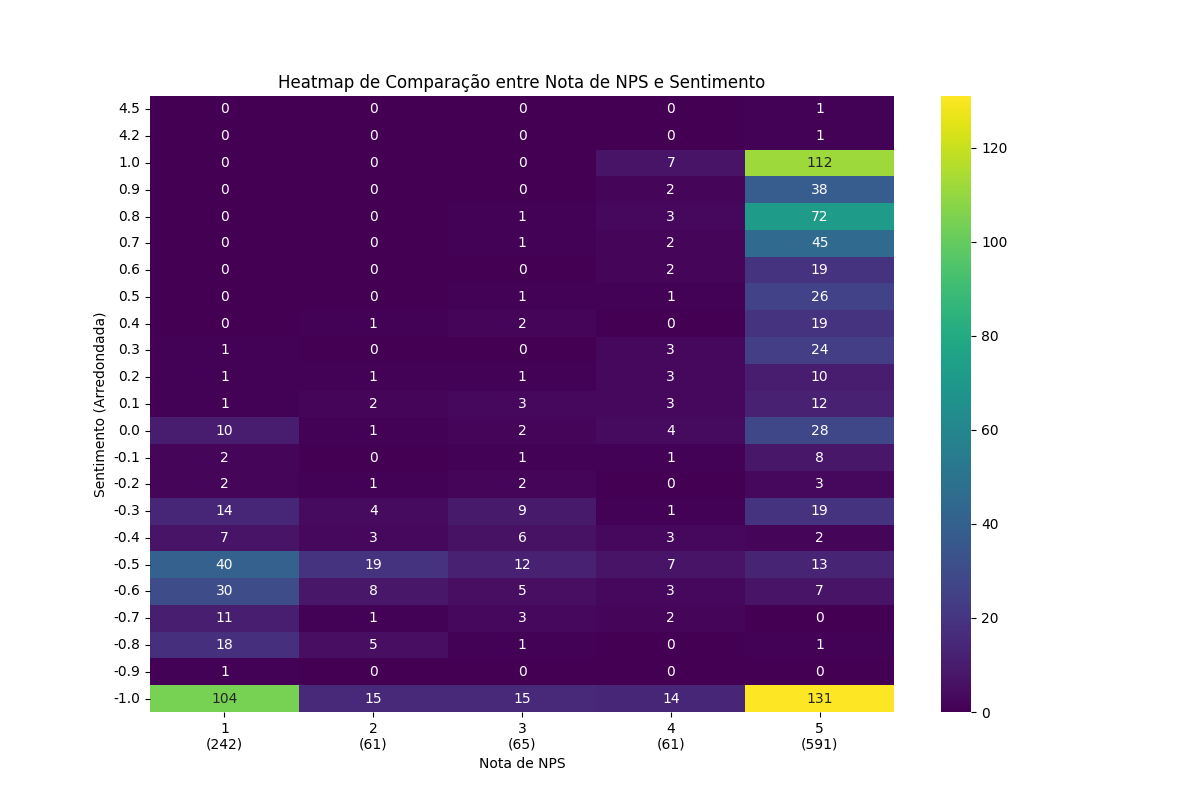 Heatmap de Comparação entre Nota de NPS e Sentimento
Sentimento (Arredondada)
4.5 0 0 0 0 1
4.2 0 0 0 0 1
1.0 0 0 0 7 112
0.9 0 0 0 2 38
0.8 0 0 1 3 72
0.7 0 0 1 2 45
0.6 0 0 0 2 19
0.5 0 0 1 1 26
0.4 0 1 2 0 19
0.3 1 0 0 3 24
0.2 1 1 1 3 10
0.1 1 2 3 3 12
0.0 10 1 2 4 28
-0.1 2 0 1 1 8
-0.2 2 1 2 0 3
-0.3 14 4 9 1 19
-0.4 7 3 6 3 2
-0.5 40 19 12 7 13
-0.6 30 8 5 3 7
-0.7 11 1 3 2 0
-0.8 18 5 1 0 1
-0.9 1 0 0 0 0
-1.0 104 15 15 14 131
1 2 3 4 5
(242) (61) (65) (61) (591)
Nota de NPS
120
100
80
60
40
20
0